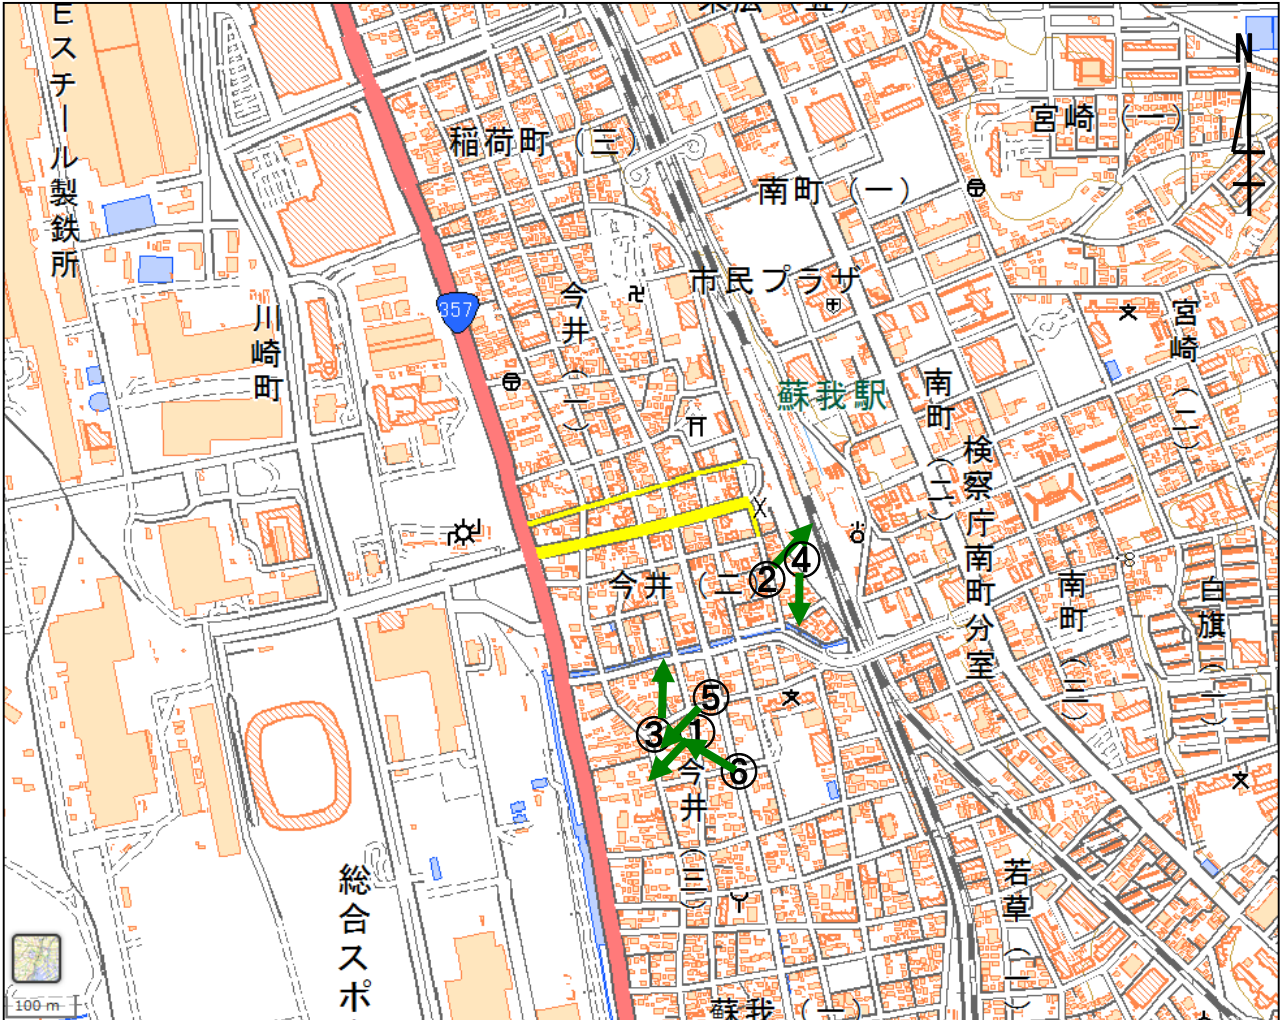 Eスチール製鉄所
稲荷町（三）
宮崎（一）
N
南町（一）
市民プラザ
川崎町
357
今井（一）
蘇我駅
南町（二）
宮崎（二）
検察庁南町分室
今井（二
②
④
南町（三）
白旗（一）
⑤
③
①
⑥
今井（三）
総合スポ
若草（一）
蘇我（一）
100 m